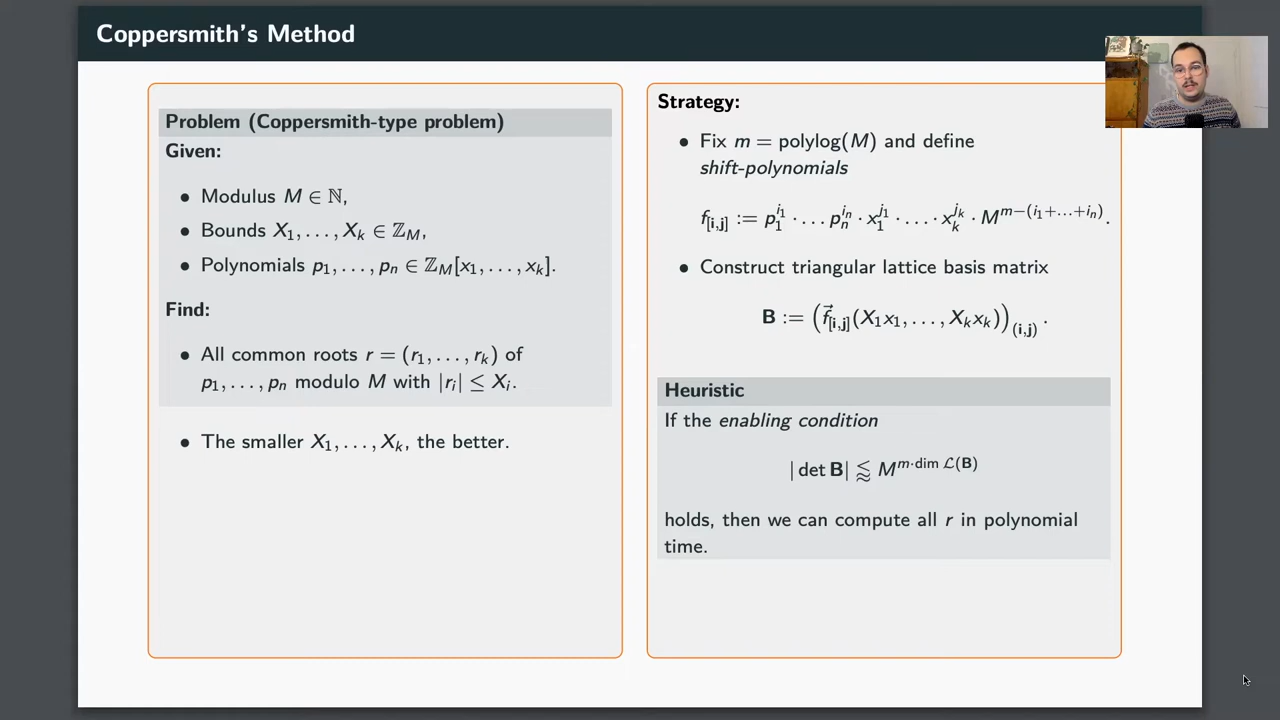 Coppersmith's Method
Problem (Coppersmith-type problem)
Given:
• Modulus M ∈ ℕ,
• Bounds X₁, . . . , Xₖ ∈ ℤ_M,
• Polynomials p₁, . . . , pₙ ∈ ℤ_M[x₁, . . . , xₖ].
Find:
• All common roots r = (r₁, . . . , rₖ) of
p₁, . . . , pₙ modulo M with |rᵢ| ≤ Xᵢ.
• The smaller X₁, . . . , Xₖ, the better.
Strategy:
• Fix m = polylog(M) and define
shift-polynomials
f_[i,j] := p₁^{i₁} · . . . pₙ^{iₙ} · x₁^{j₁} · . . . · xₖ^{jₖ} · M^{m−(i₁+...+iₙ)}.
• Construct triangular lattice basis matrix
B := (f⃗_[i,j](X₁x₁, . . . , Xₖxₖ))_(i,j) .
Heuristic
If the enabling condition
| det B| ⪅ M^{m·dim ℒ(B)}
holds, then we can compute all r in polynomial
time.